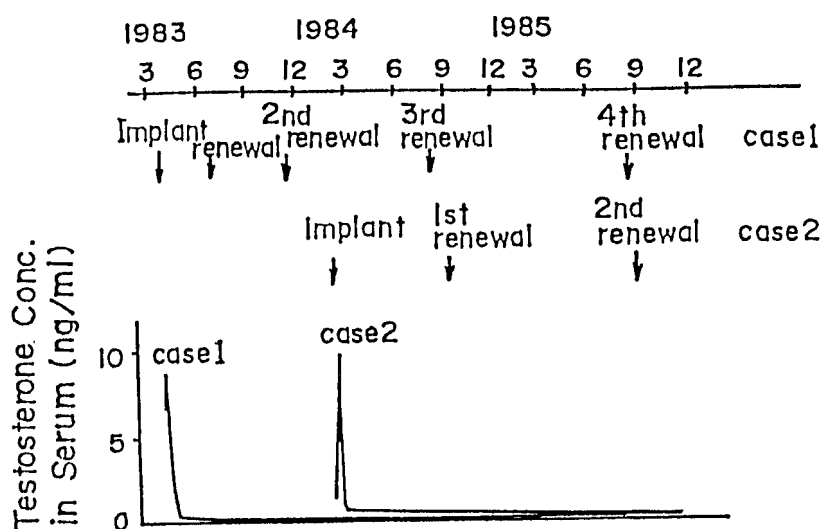 1983 1984 1985
3 6 9 12 3 6 9 12 3 6 9 12
Implant renewal 2nd renewal 3rd renewal 4th renewal case1
Implant 1st renewal 2nd renewal case2
Testosterone Conc.
in Serum (ng/ml)
10 case1 case2
5
0